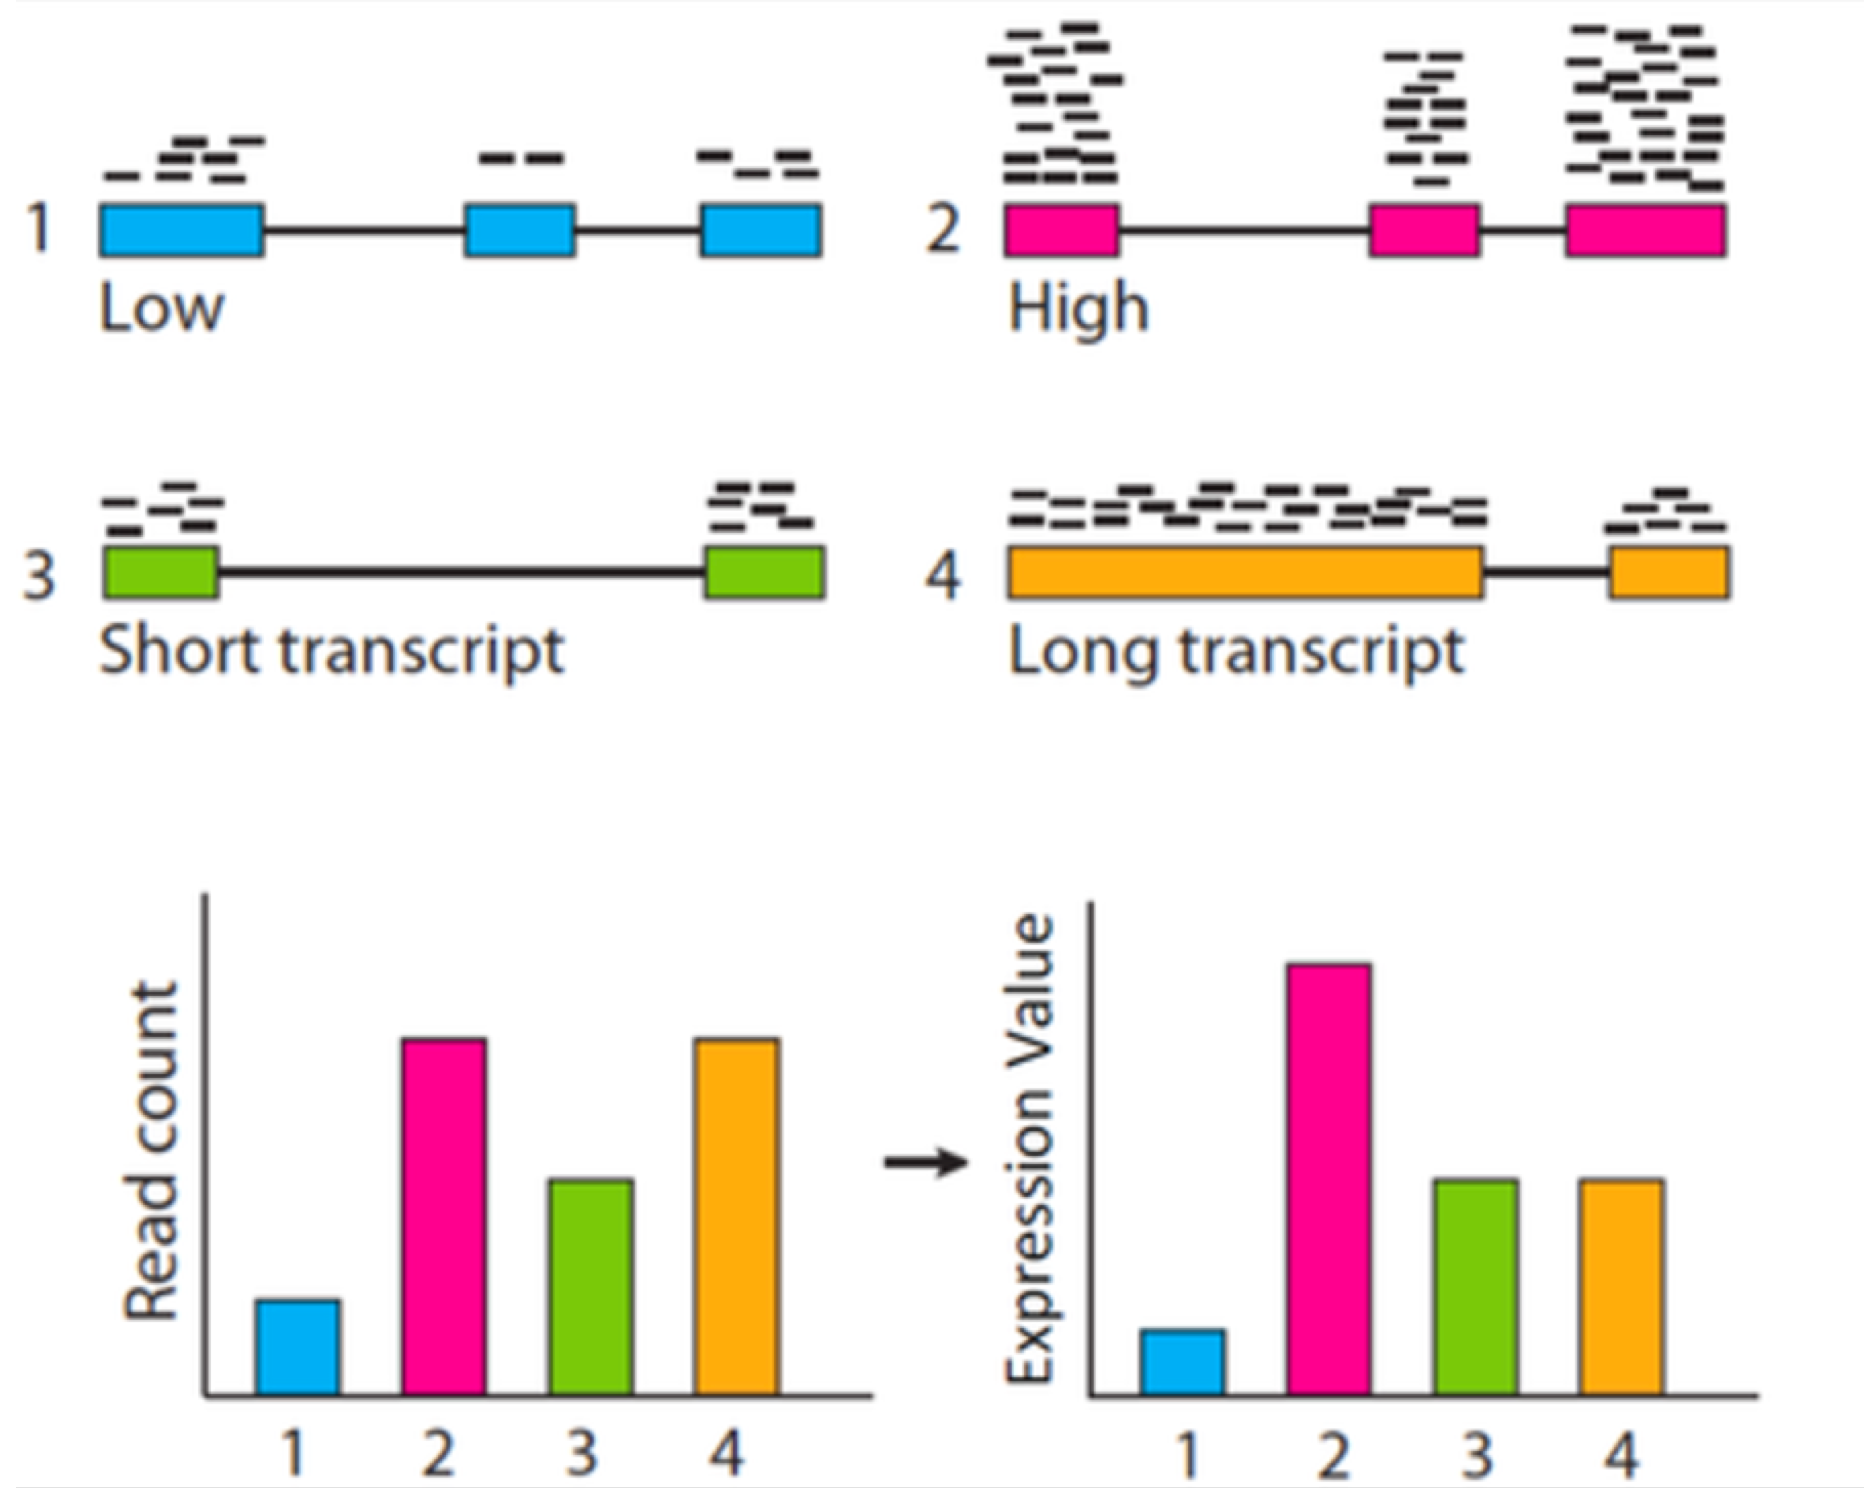 1
Low
2
High
3
Short transcript
4
Long transcript
Read count
1 2 3 4
Expression Value
1 2 3 4